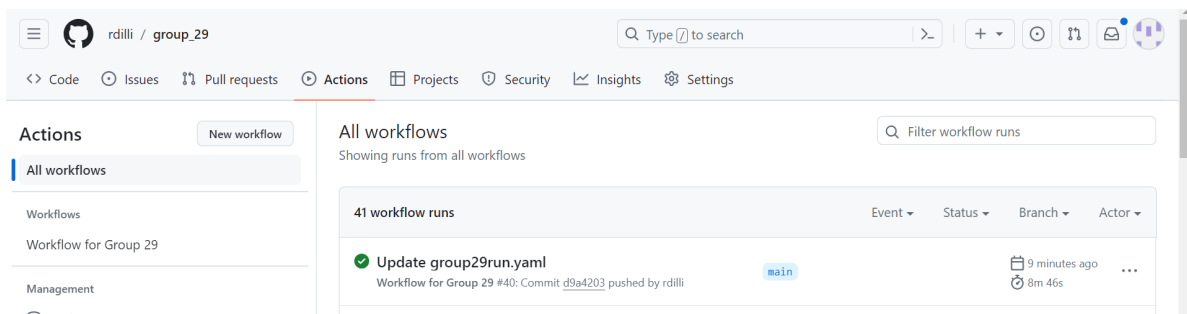 rdilli / group_29
Type / to search
Code Issues Pull requests Actions Projects Security Insights Settings
Actions
New workflow
All workflows
Workflows
Workflow for Group 29
Management
All workflows
Showing runs from all workflows
Filter workflow runs
41 workflow runs
Event Status Branch Actor
Update group29run.yaml
Workflow for Group 29 #40: Commit d9a4203 pushed by rdilli
main
9 minutes ago
8m 46s